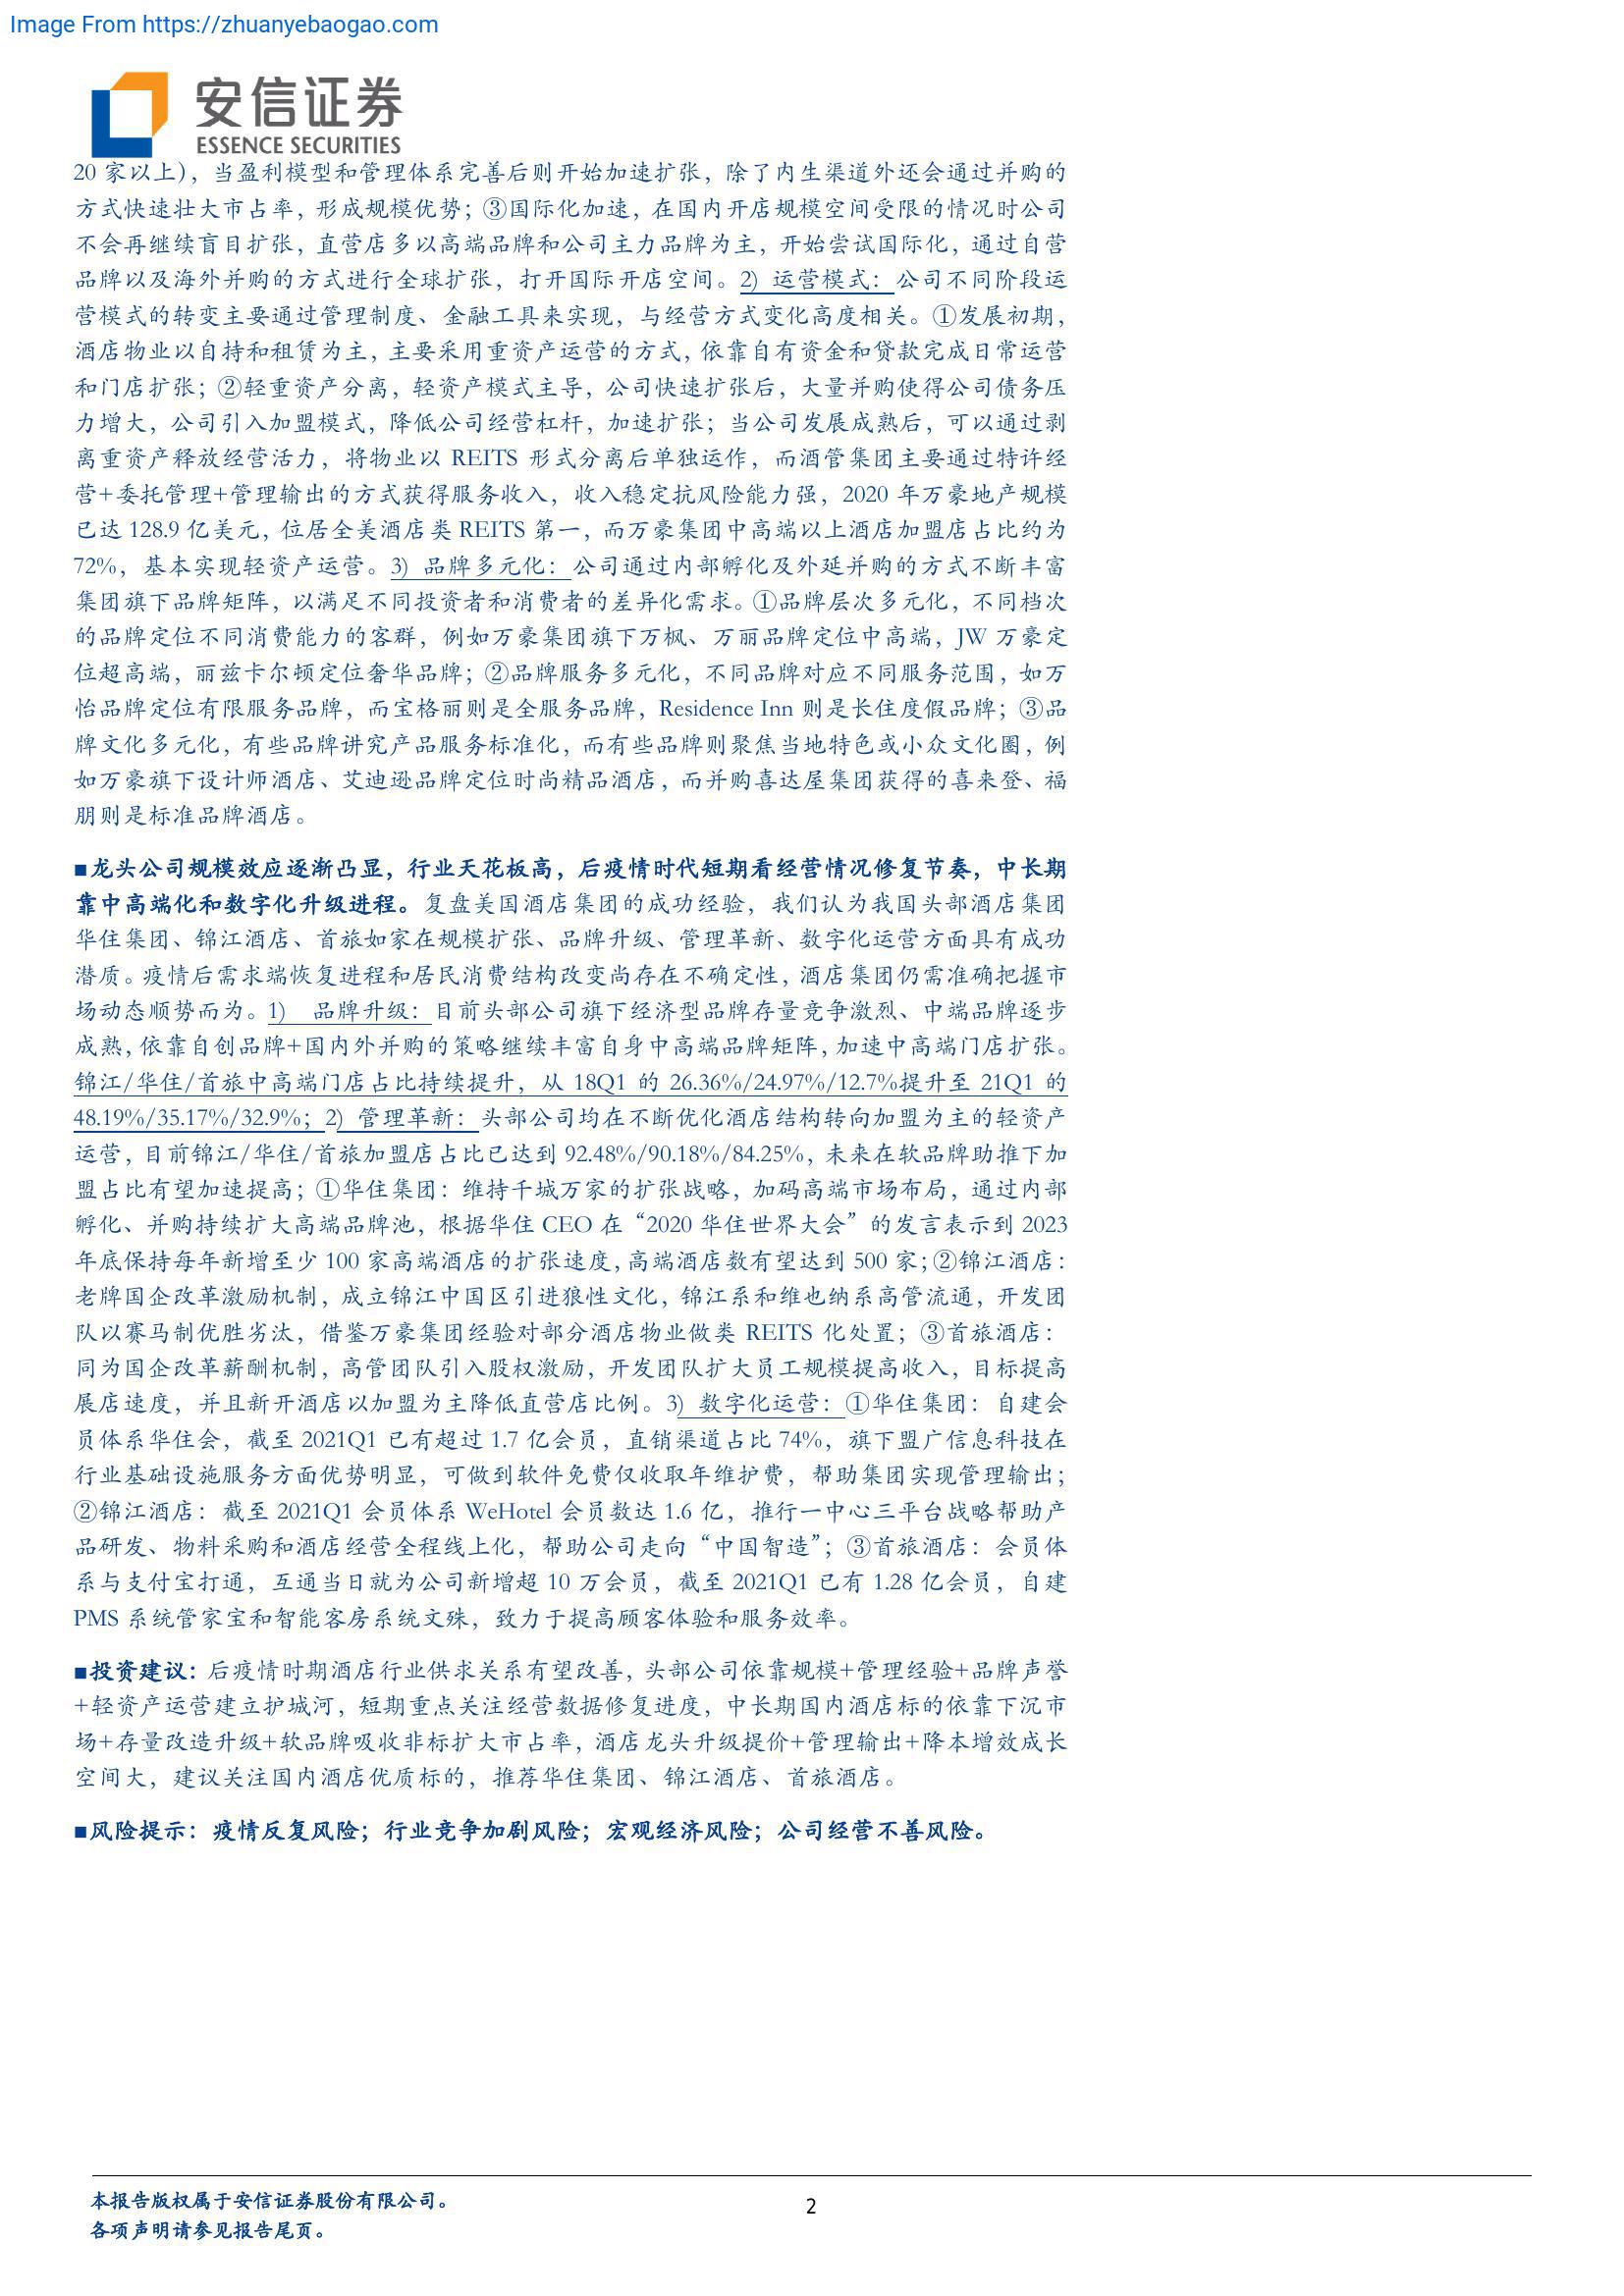 Image From https://zhuanyebaogao.com
安信证券
ESSENCE SECURITIES
20 家以上），当盈利模型和管理体系完善后则开始加速扩张，除了内生渠道外还会通过并购的
方式快速壮大市占率，形成规模优势；③国际化加速，在国内开店规模空间受限的情况时公司
不会再继续盲目扩张，直营店多以高端品牌和公司主力品牌为主，开始尝试国际化，通过自营
品牌以及海外并购的方式进行全球扩张，打开国际开店空间。2) 运营模式：公司不同阶段运
营模式的转变主要通过管理制度、金融工具来实现，与经营方式变化高度相关。①发展初期，
酒店物业以自持和租赁为主，主要采用重资产运营的方式，依靠自有资金和贷款完成日常运营
和门店扩张；②轻重资产分离，轻资产模式主导，公司快速扩张后，大量并购使得公司债务压
力增大，公司引入加盟模式，降低公司经营杠杆，加速扩张；当公司发展成熟后，可以通过剥
离重资产释放经营活力，将物业以 REITS 形式分离后单独运作，而酒管集团主要通过特许经
营+委托管理+管理输出的方式获得服务收入，收入稳定抗风险能力强，2020 年万豪地产规模
已达 128.9 亿美元，位居全美酒店类 REITS 第一，而万豪集团中高端以上酒店加盟店占比约为
72%，基本实现轻资产运营。3) 品牌多元化：公司通过内部孵化及外延并购的方式不断丰富
集团旗下品牌矩阵，以满足不同投资者和消费者的差异化需求。①品牌层次多元化，不同档次
的品牌定位不同消费能力的客群，例如万豪集团旗下万枫、万丽品牌定位中高端，JW 万豪定
位超高端，丽兹卡尔顿定位奢华品牌；②品牌服务多元化，不同品牌对应不同服务范围，如万
怡品牌定位有限服务品牌，而宝格丽则是全服务品牌，Residence Inn 则是长住度假品牌；③品
牌文化多元化，有些品牌讲究产品服务标准化，而有些品牌则聚焦当地特色或小众文化圈，例
如万豪旗下设计师酒店、艾迪逊品牌定位时尚精品酒店，而并购喜达屋集团获得的喜来登、福
朋则是标准品牌酒店。
■龙头公司规模效应逐渐凸显，行业天花板高，后疫情时代短期看经营情况修复节奏，中长期
靠中高端化和数字化升级进程。复盘美国酒店集团的成功经验，我们认为我国头部酒店集团
华住集团、锦江酒店、首旅如家在规模扩张、品牌升级、管理革新、数字化运营方面具有成功
潜质。疫情后需求端恢复进程和居民消费结构改变尚存在不确定性，酒店集团仍需准确把握市
场动态顺势而为。1) 品牌升级：目前头部公司旗下经济型品牌存量竞争激烈、中端品牌逐步
成熟，依靠自创品牌+国内外并购的策略继续丰富自身中高端品牌矩阵，加速中高端门店扩张。
锦江/华住/首旅中高端门店占比持续提升，从 18Q1 的 26.36%/24.97%/12.7%提升至 21Q1 的
48.19%/35.17%/32.9%；2) 管理革新：头部公司均在不断优化酒店结构转向加盟为主的轻资产
运营，目前锦江/华住/首旅加盟店占比已达到 92.48%/90.18%/84.25%，未来在软品牌助推下加
盟占比有望加速提高；①华住集团：维持千城万家的扩张战略，加码高端市场布局，通过内部
孵化、并购持续扩大高端品牌池，根据华住 CEO 在“2020 华住世界大会”的发言表示到 2023
年底保持每年新增至少 100 家高端酒店的扩张速度，高端酒店数有望达到 500 家；②锦江酒店：
老牌国企改革激励机制，成立锦江中国区引进狼性文化，锦江系和维也纳系高管流通，开发团
队以赛马制优胜劣汰，借鉴万豪集团经验对部分酒店物业做类 REITS 化处置；③首旅酒店：
同为国企改革薪酬机制，高管团队引入股权激励，开发团队扩大员工规模提高收入，目标提高
展店速度，并且新开酒店以加盟为主降低直营店比例。3) 数字化运营：①华住集团：自建会
员体系华住会，截至 2021Q1 已有超过 1.7 亿会员，直销渠道占比 74%，旗下盟广信息科技在
行业基础设施服务方面优势明显，可做到软件免费仅收取年维护费，帮助集团实现管理输出；
②锦江酒店：截至 2021Q1 会员体系 WeHotel 会员数达 1.6 亿，推行一中心三平台战略帮助产
品研发、物料采购和酒店经营全程线上化，帮助公司走向“中国智造”；③首旅酒店：会员体
系与支付宝打通，互通当日就为公司新增超 10 万会员，截至 2021Q1 已有 1.28 亿会员，自建
PMS 系统管家宝和智能客房系统文殊，致力于提高顾客体验和服务效率。
■投资建议：后疫情时期酒店行业供求关系有望改善，头部公司依靠规模+管理经验+品牌声誉
+轻资产运营建立护城河，短期重点关注经营数据修复进度，中长期国内酒店标的依靠下沉市
场+存量改造升级+软品牌吸收非标扩大市占率，酒店龙头升级提价+管理输出+降本增效成长
空间大，建议关注国内酒店优质标的，推荐华住集团、锦江酒店、首旅酒店。
■风险提示：疫情反复风险；行业竞争加剧风险；宏观经济风险；公司经营不善风险。
本报告版权属于安信证券股份有限公司。
2
各项声明请参见报告尾页。